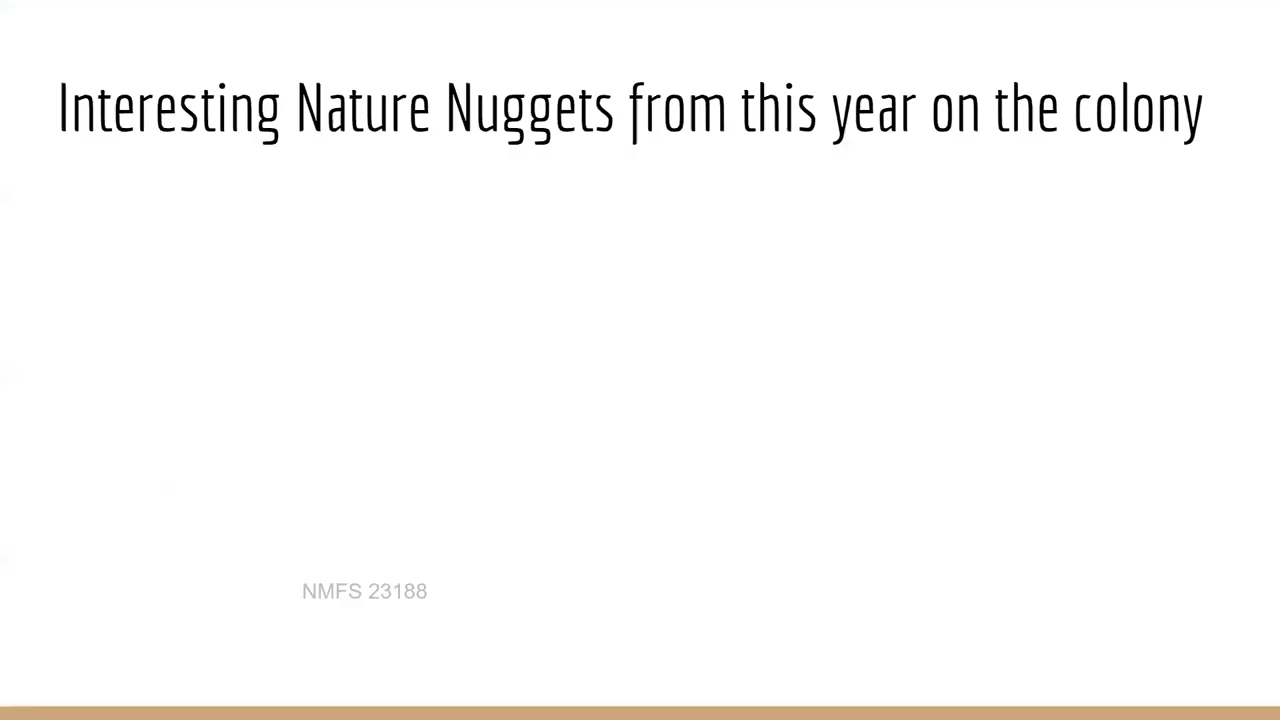 Interesting Nature Nuggets from this year on the colony
NMFS 23188